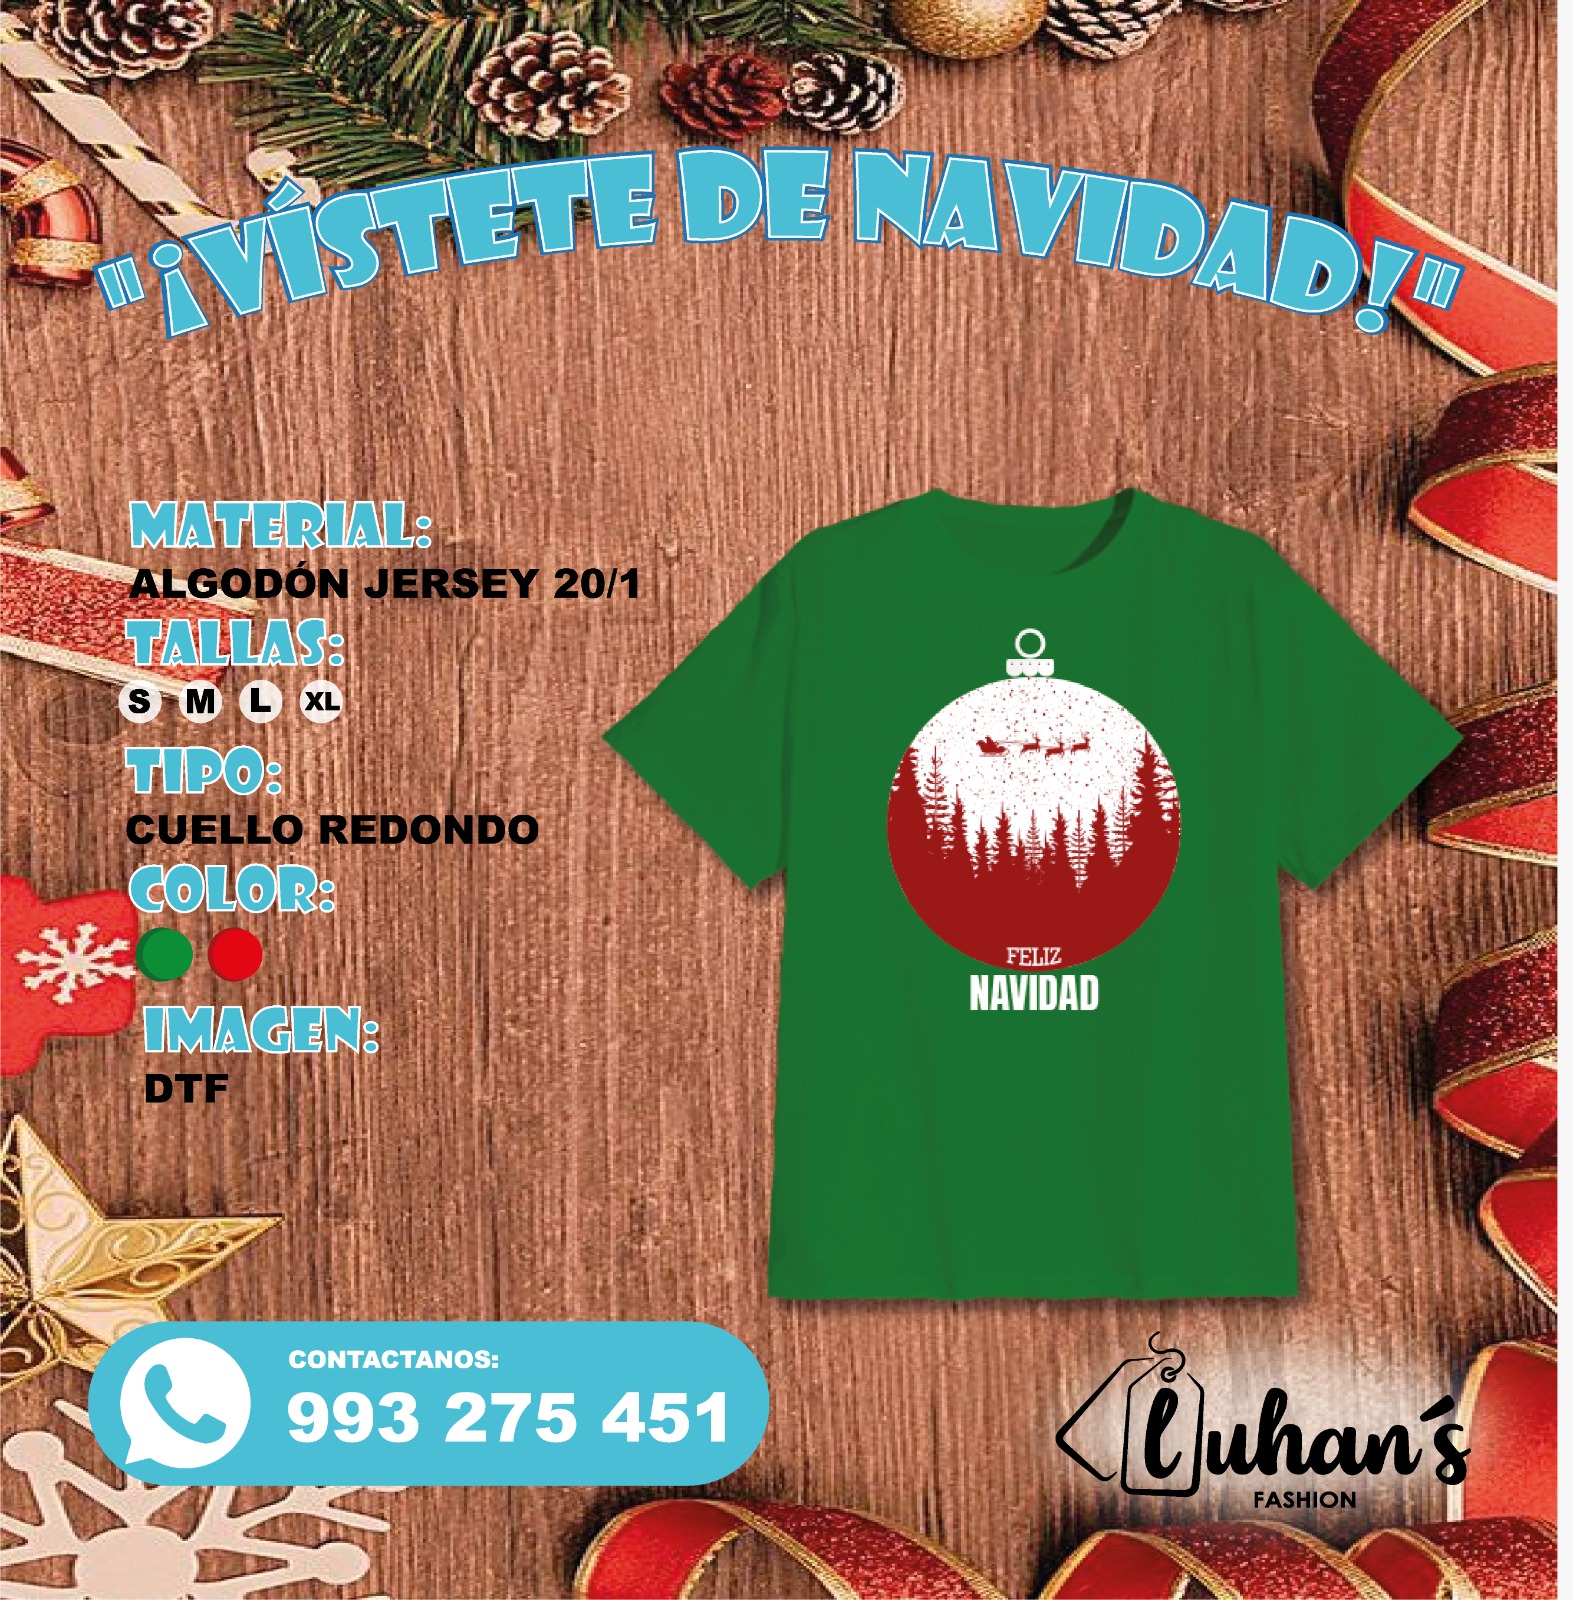 "¡VÍSTETE DE NAVIDAD!"
MATERIAL:
ALGODÓN JERSEY 20/1
TALLAS:
S M L XL
TIPO:
CUELLO REDONDO
COLOR:
IMAGEN:
DTF
FELIZ
NAVIDAD
CONTACTANOS:
993 275 451
Luhan´s
FASHION